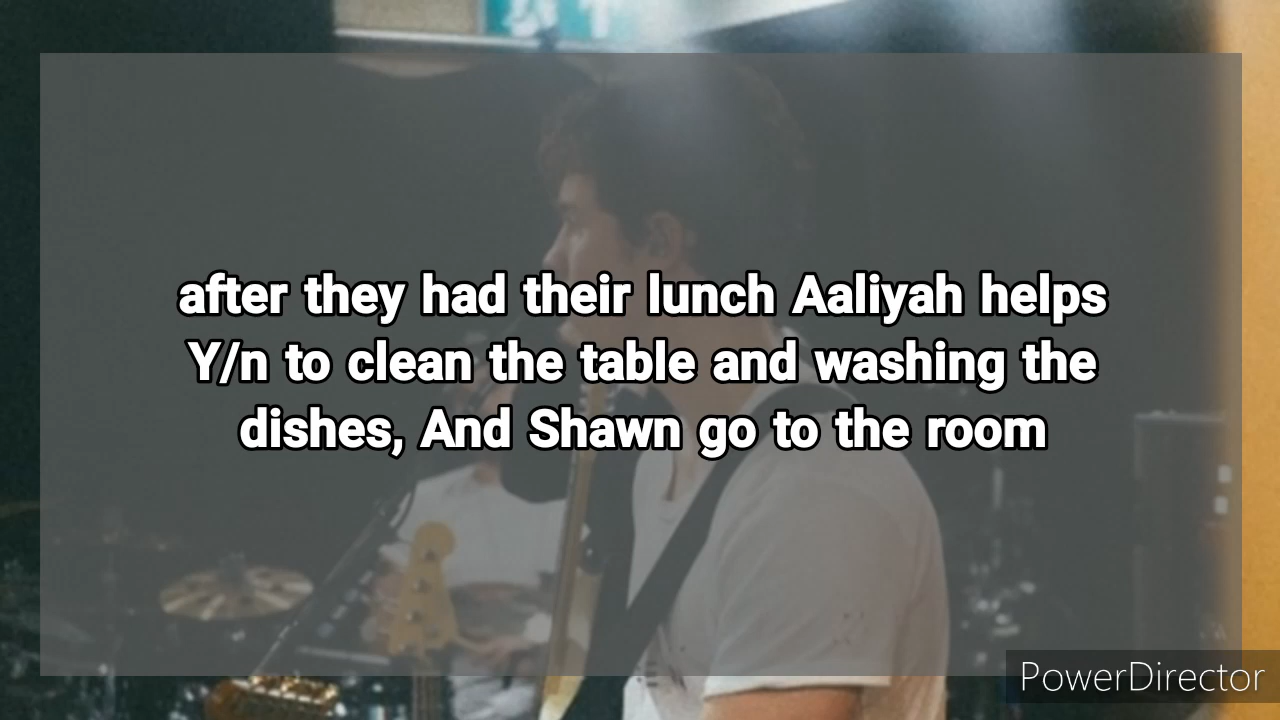 after they had their lunch Aaliyah helps
Y/n to clean the table and washing the
dishes, And Shawn go to the room
PowerDirector